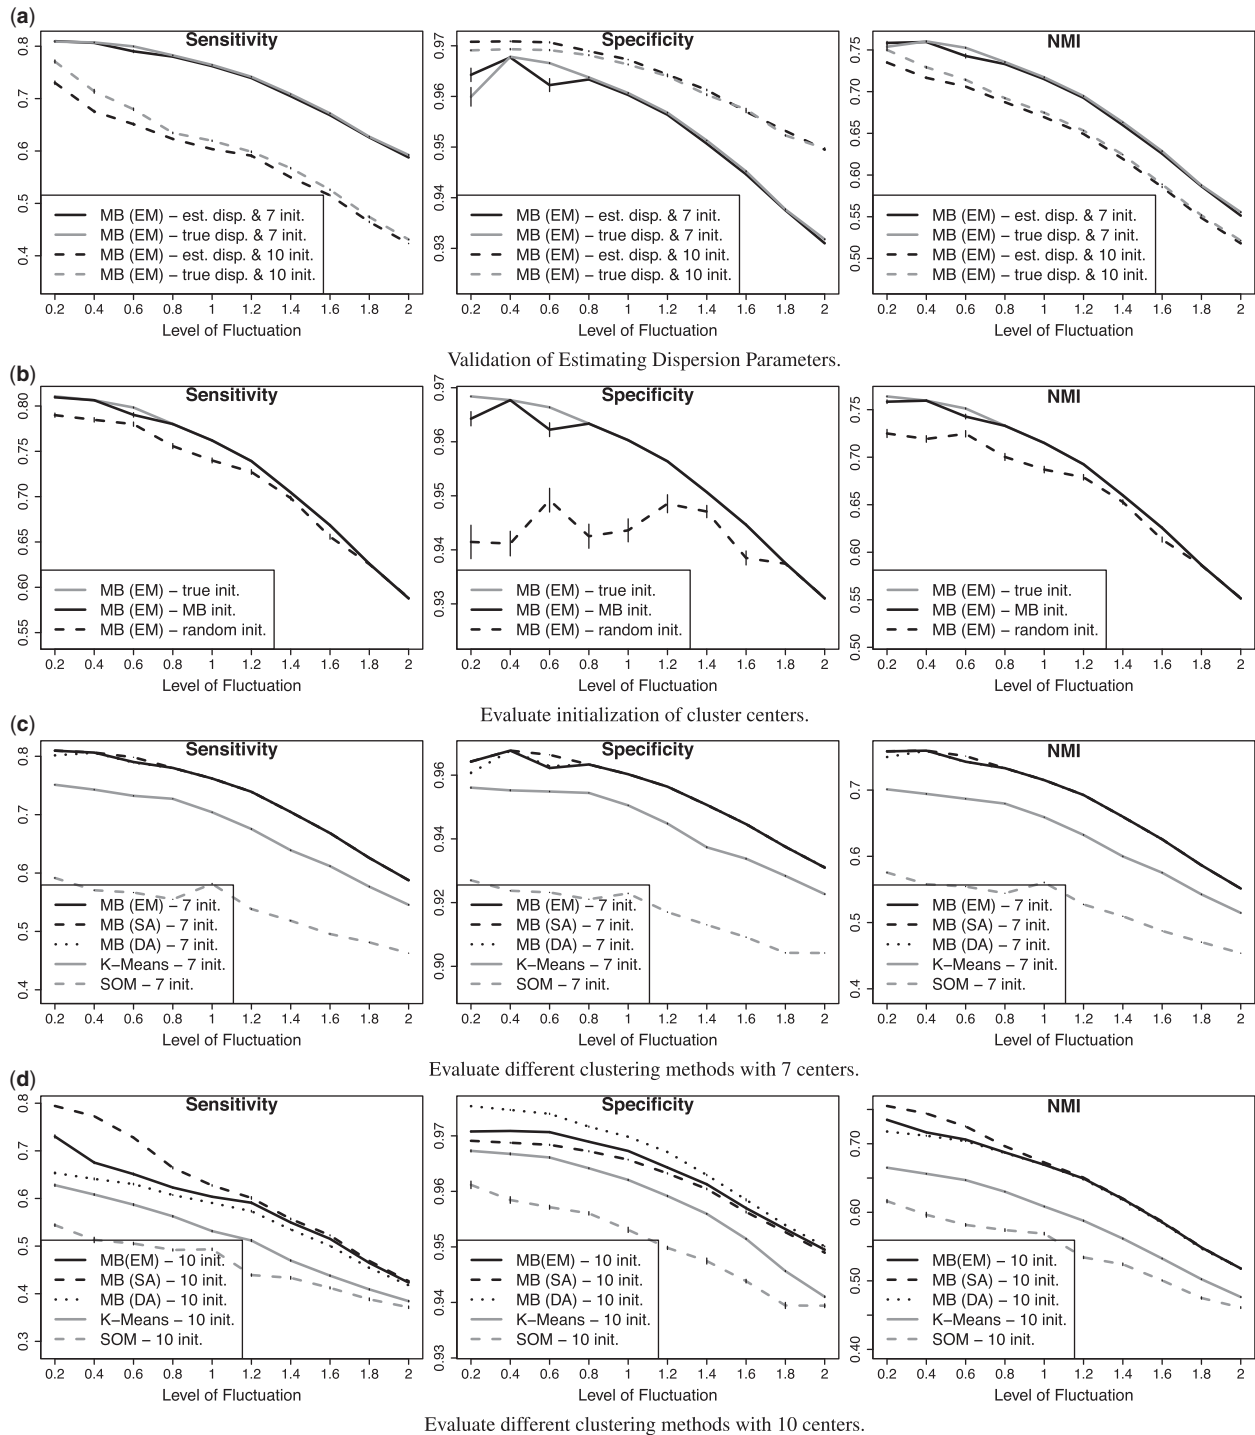 (a)
Sensitivity
Specificity
NMI
0.8
0.7
0.6
0.5
0.4
MB (EM) − est. disp. & 7 init.
MB (EM) − true disp. & 7 init.
MB (EM) − est. disp. & 10 init.
MB (EM) − true disp. & 10 init.
0.2 0.4 0.6 0.8 1 1.2 1.4 1.6 1.8 2
Level of Fluctuation
0.97
0.96
0.95
0.94
0.93
MB (EM) − est. disp. & 7 init.
MB (EM) − true disp. & 7 init.
MB (EM) − est. disp. & 10 init.
MB (EM) − true disp. & 10 init.
0.2 0.4 0.6 0.8 1 1.2 1.4 1.6 1.8 2
Level of Fluctuation
0.75
0.70
0.65
0.60
0.55
0.50
MB (EM) − est. disp. & 7 init.
MB (EM) − true disp. & 7 init.
MB (EM) − est. disp. & 10 init.
MB (EM) − true disp. & 10 init.
0.2 0.4 0.6 0.8 1 1.2 1.4 1.6 1.8 2
Level of Fluctuation
Validation of Estimating Dispersion Parameters.
(b)
Sensitivity
Specificity
NMI
0.80
0.75
0.70
0.65
0.60
0.55
MB (EM) − true init.
MB (EM) − MB init.
MB (EM) − random init.
0.2 0.4 0.6 0.8 1 1.2 1.4 1.6 1.8 2
Level of Fluctuation
0.97
0.96
0.95
0.94
0.93
MB (EM) − true init.
MB (EM) − MB init.
MB (EM) − random init.
0.2 0.4 0.6 0.8 1 1.2 1.4 1.6 1.8 2
Level of Fluctuation
0.75
0.70
0.65
0.60
0.55
0.50
MB (EM) − true init.
MB (EM) − MB init.
MB (EM) − random init.
0.2 0.4 0.6 0.8 1 1.2 1.4 1.6 1.8 2
Level of Fluctuation
Evaluate initialization of cluster centers.
(c)
Sensitivity
Specificity
NMI
0.8
0.7
0.6
0.5
0.4
MB (EM) − 7 init.
MB (SA) − 7 init.
MB (DA) − 7 init.
K−Means − 7 init.
SOM − 7 init.
0.2 0.4 0.6 0.8 1 1.2 1.4 1.6 1.8 2
Level of Fluctuation
0.96
0.94
0.92
0.90
MB (EM) − 7 init.
MB (SA) − 7 init.
MB (DA) − 7 init.
K−Means − 7 init.
SOM − 7 init.
0.2 0.4 0.6 0.8 1 1.2 1.4 1.6 1.8 2
Level of Fluctuation
0.7
0.6
0.5
0.4
MB (EM) − 7 init.
MB (SA) − 7 init.
MB (DA) − 7 init.
K−Means − 7 init.
SOM − 7 init.
0.2 0.4 0.6 0.8 1 1.2 1.4 1.6 1.8 2
Level of Fluctuation
Evaluate different clustering methods with 7 centers.
(d)
Sensitivity
Specificity
NMI
0.8
0.7
0.6
0.5
0.4
0.3
MB(EM) − 10 init.
MB (SA) − 10 init.
MB (DA) − 10 init.
K−Means − 10 init.
SOM − 10 init.
0.2 0.4 0.6 0.8 1 1.2 1.4 1.6 1.8 2
Level of Fluctuation
0.97
0.96
0.95
0.94
0.93
MB(EM) − 10 init.
MB (SA) − 10 init.
MB (DA) − 10 init.
K−Means − 10 init.
SOM − 10 init.
0.2 0.4 0.6 0.8 1 1.2 1.4 1.6 1.8 2
Level of Fluctuation
0.70
0.60
0.50
0.40
MB(EM) − 10 init.
MB (SA) − 10 init.
MB (DA) − 10 init.
K−Means − 10 init.
SOM − 10 init.
0.2 0.4 0.6 0.8 1 1.2 1.4 1.6 1.8 2
Level of Fluctuation
Evaluate different clustering methods with 10 centers.